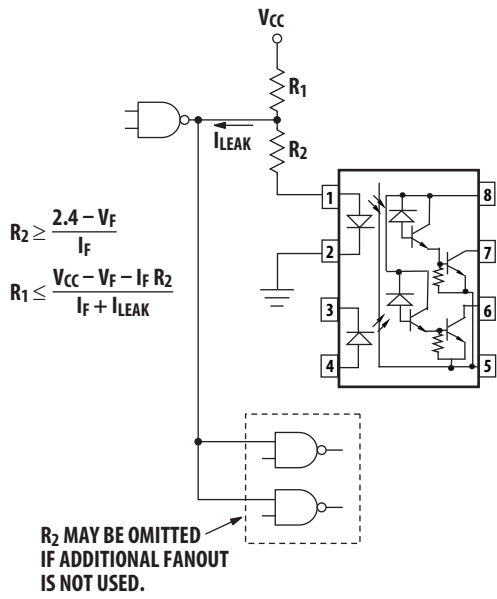 VCC
R1
ILEAK
R2
R2 ≥ 2.4 – VF
IF
R1 ≤ VCC – VF – IF R2
IF + ILEAK
1
2
3
4
8
7
6
5
R2 MAY BE OMITTED
IF ADDITIONAL FANOUT
IS NOT USED.